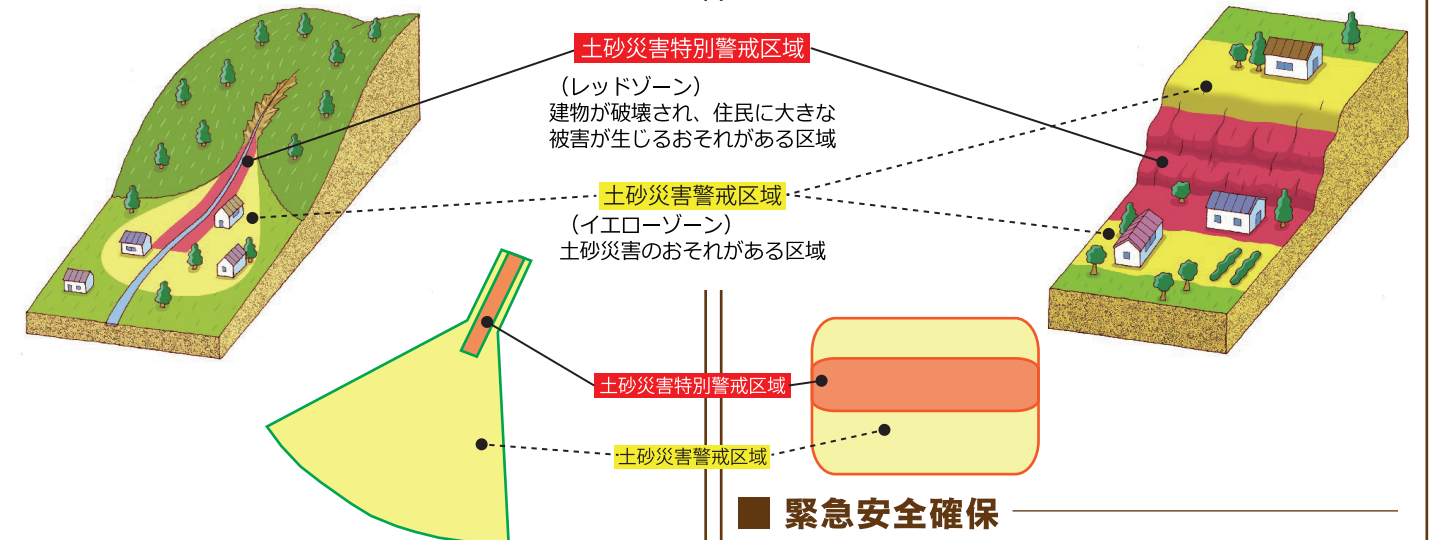 土砂災害特別警戒区域
（レッドゾーン）
建物が破壊され、住民に大きな
被害が生じるおそれがある区域
土砂災害警戒区域
（イエローゾーン）
土砂災害のおそれがある区域
土砂災害特別警戒区域
土砂災害警戒区域
緊急安全確保